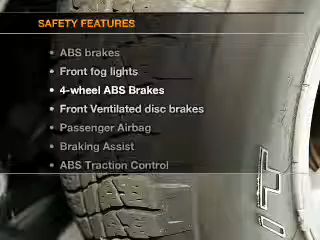 SAFETY FEATURES
• ABS brakes
• Front fog lights
• 4-wheel ABS Brakes
• Front Ventilated disc brakes
• Passenger Airbag
• Braking Assist
• ABS Traction Control